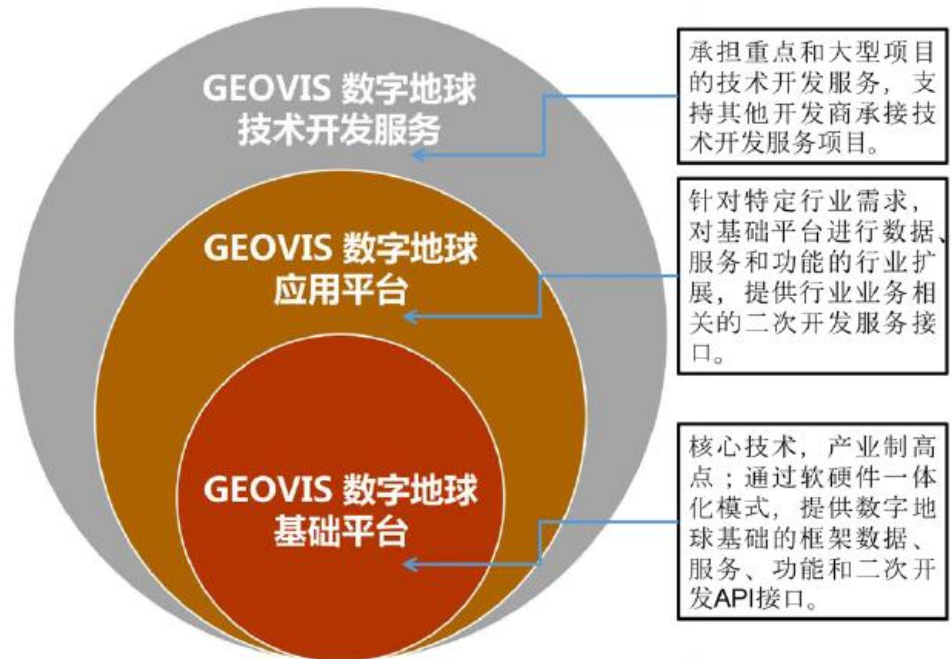 GEOVIS 数字地球
技术开发服务
承担重点和大型项目
的技术开发服务，支
持其他开发商承接技
术开发服务项目。
GEOVIS 数字地球
应用平台
针对特定行业需求，
对基础平台进行数据、
服务和功能的行业扩
展，提供行业业务相
关的二次开发服务接
口。
GEOVIS 数字地球
基础平台
核心技术，产业制高
点；通过软硬件一体
化模式，提供数字地
球基础的框架数据、
服务、功能和二次开
发API接口。